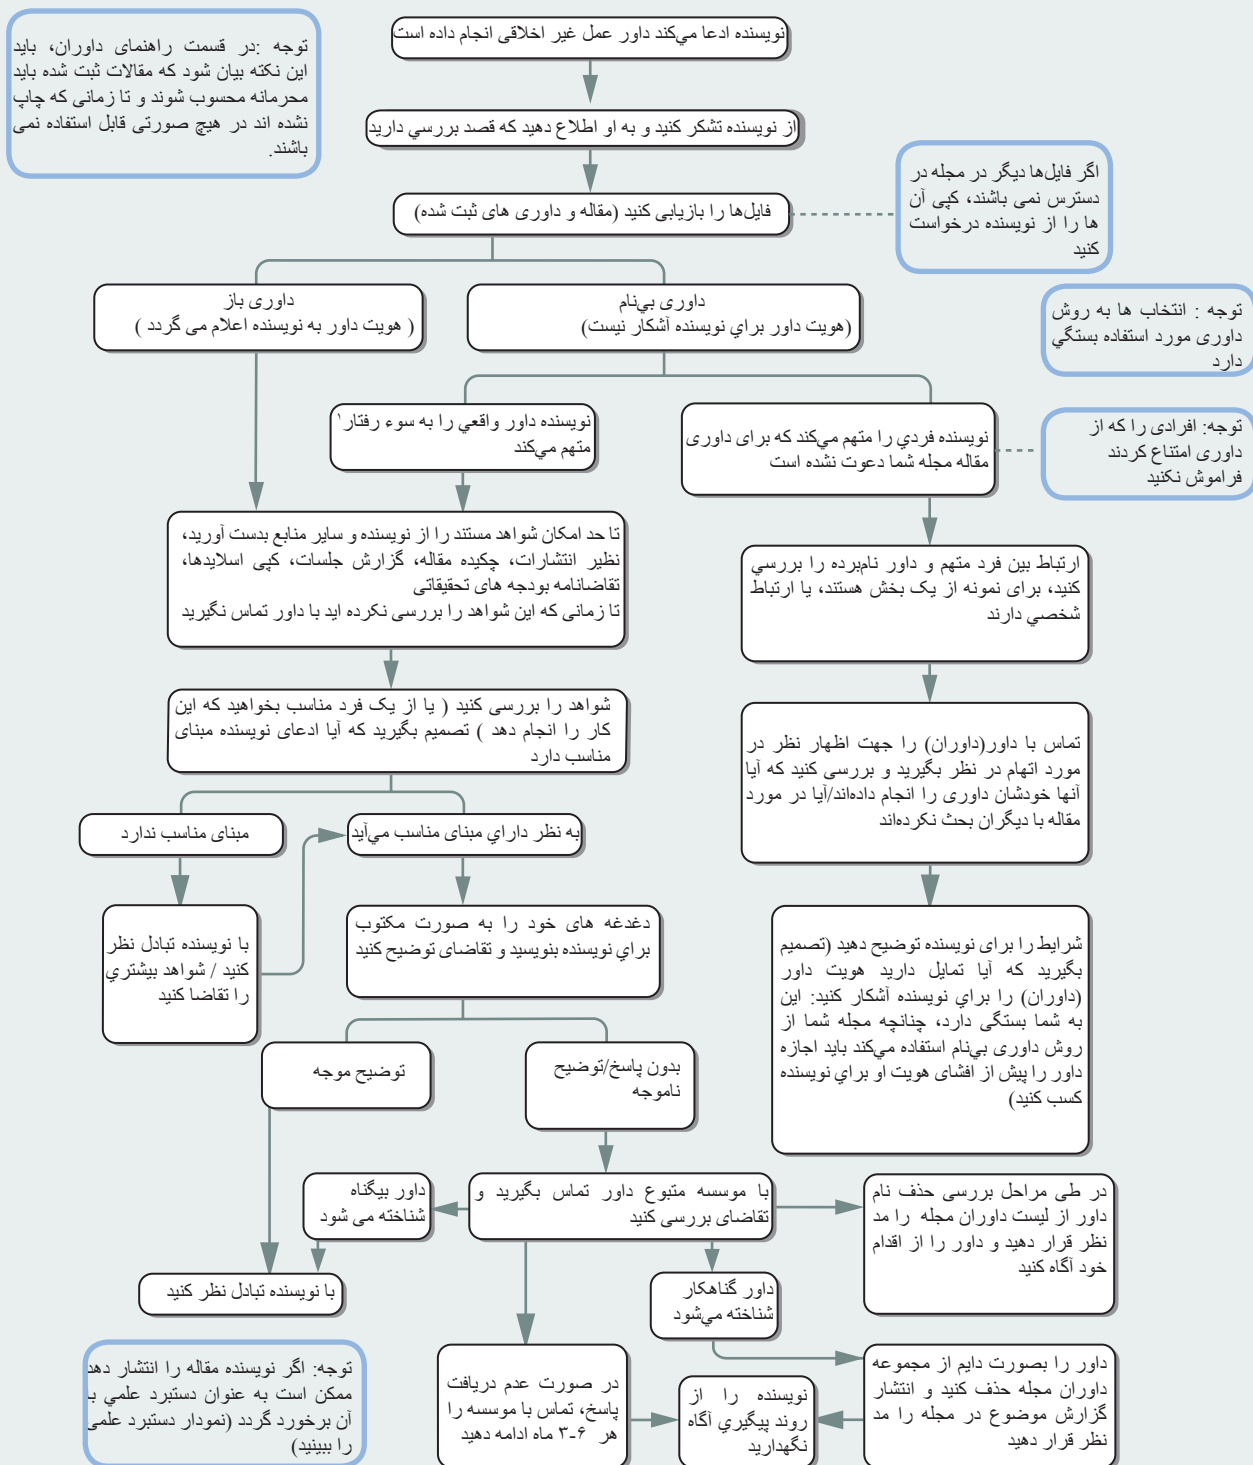 نویسنده ادعا می‌کند داور عمل غیر اخلاقی انجام داده است
توجه :در قسمت راهنمای داوران، باید
این نکته بیان شود که مقالات ثبت شده باید
محرمانه محسوب شوند و تا زمانی که چاپ
نشده اند در هیچ صورتی قابل استفاده نمی
باشند.
از نویسنده تشکر کنید و به او اطلاع دهید که قصد بررسي دارید
اگر فایل‌ها دیگر در مجله در
دسترس نمی باشند، کپی آن
ها را از نویسنده درخواست
کنید
فایل‌ها را بازیابی کنید (مقاله و داوری های ثبت شده)
داوری بي‌نام
(هویت داور براي نویسنده آشکار نیست)
داوری باز
( هویت داور به نویسنده اعلام می گردد )
توجه : انتخاب ها به روش
داوری مورد استفاده بستگي
دارد
نویسنده فردي را متهم مي‌کند که برای داوری
مقاله مجله شما دعوت نشده است
نویسنده داور واقعي را به سوء رفتار۱
متهم مي‌کند
توجه: افرادی را که از
داوری امتناع کردند
فراموش نکنید
تا حد امکان شواهد مستند را از نویسنده و سایر منابع بدست آورید،
نظیر انتشارات، چکیده مقاله، گزارش جلسات، کپی اسلایدها،
تقاضانامه بودجه های تحقیقاتی
تا زمانی که این شواهد را بررسی نکرده اید با داور تماس نگیرید
ارتباط بین فرد متهم و داور نام‌برده را بررسي
کنید، برای نمونه از یک بخش هستند، یا ارتباط
شخصي دارند
شواهد را بررسی کنید ( یا از یک فرد مناسب بخواهید که این
کار را انجام دهد ) تصمیم بگیرید که آیا ادعای نویسنده مبنای
مناسب دارد
تماس با داور(داوران) را جهت اظهار نظر در
مورد اتهام در نظر بگیرید و بررسی کنید که آیا
آنها خودشان داوری را انجام داده‌اند/آیا در مورد
مقاله با دیگران بحث نکرده‌اند
به نظر داراي مبنای مناسب مي‌آید
مبنای مناسب ندارد
دغدغه های خود را به صورت مکتوب
براي نویسنده بنویسید و تقاضای توضیح کنید
با نویسنده تبادل نظر
کنید / شواهد بیشتري
را تقاضا کنید
شرایط را برای نویسنده توضیح دهید (تصمیم
بگیرید که آیا تمایل دارید هویت داور
(داوران) را براي نویسنده آشکار کنید: این
به شما بستگی دارد، چنانچه مجله شما از
روش داوری بي‌نام استفاده مي‌کند باید اجازه
داور را پیش از افشای هویت او براي نویسنده
کسب کنید)
بدون پاسخ/توضیح
ناموجه
توضیح موجه
با موسسه متبوع داور تماس بگیرید و
تقاضای بررسی کنید
داور بیگناه
شناخته می شود
در طی مراحل بررسی حذف نام
داور از لیست داوران مجله را مد
نظر قرار دهید و داور را از اقدام
خود آگاه کنید
با نویسنده تبادل نظر کنید
داور گناهکار
شناخته مي‌شود
داور را بصورت دایم از مجموعه
داوران مجله حذف کنید و انتشار
گزارش موضوع در مجله را مد
نظر قرار دهید
نویسنده را از
روند پیگیري آگاه
نگهدارید
در صورت عدم دریافت
پاسخ، تماس با موسسه را
هر ۶-۳ ماه ادامه دهید
توجه: اگر نویسنده مقاله را انتشار دهد
ممکن است به عنوان دستبرد علمي با
آن برخورد گردد (نمودار دستبرد علمی
را ببینید)